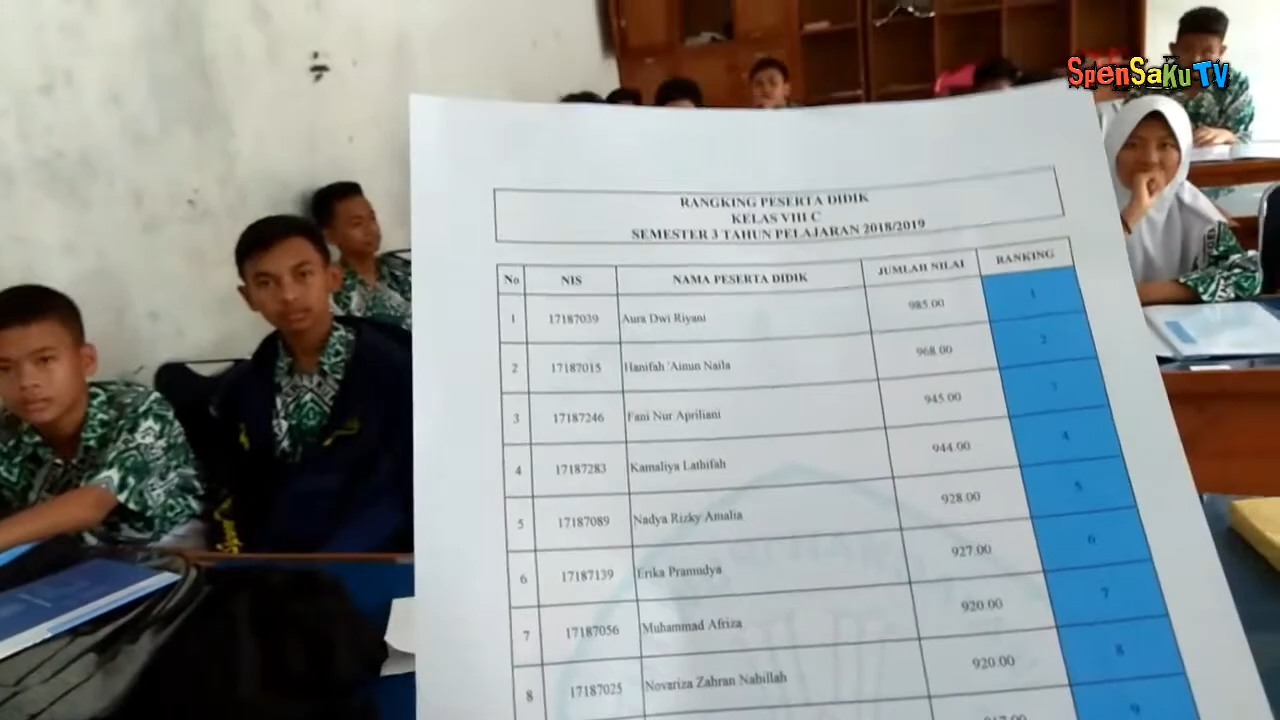 SpenSaku TV
RANGKING PESERTA DIDIK
KELAS VIII C
SEMESTER 3 TAHUN PELAJARAN 2018/2019
No NIS NAMA PESERTA DIDIK JUMLAH NILAI RANKING
1 17187039 Aura Dwi Riyani 985.00 1
2 17187015 Hanifah 'Ainun Naila 968.00 2
3 17187246 Fani Nur Apriliani 945.00 3
4 17187283 Kamaliya Lathifah 944.00 4
5 17187089 Nadya Rizky Amalia 928.00 5
6 17187139 Erika Pramudya 927.00 6
7 17187056 Muhammad Afriza 920.00 7
8 17187025 Novariza Zahran Nabillah 920.00 8
9